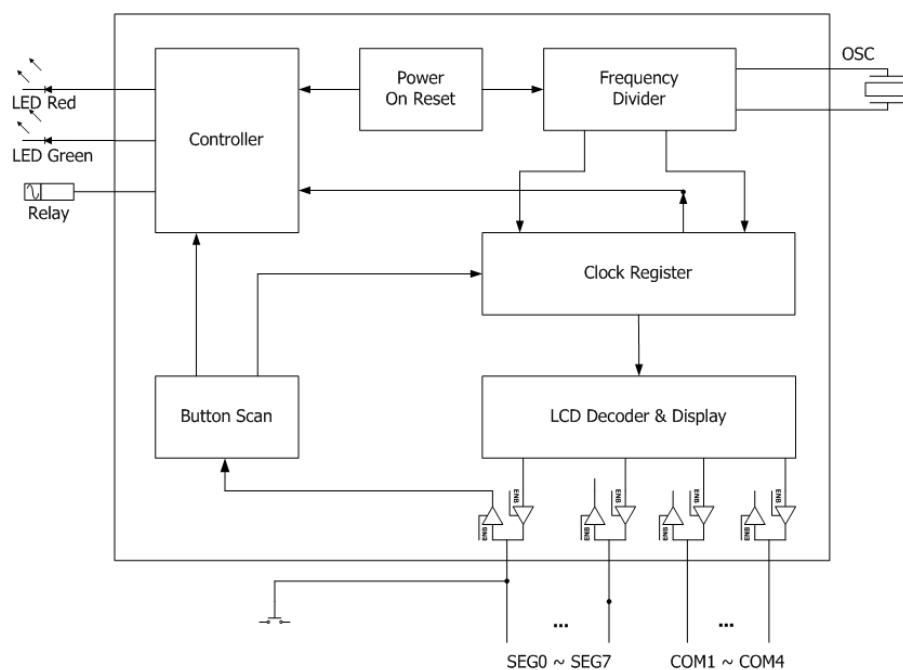 OSC
Power
On Reset
Frequency
Divider
LED Red
Controller
LED Green
Relay
Clock Register
Button Scan
LCD Decoder & Display
ENB
ENB
ENB
ENB
ENB
ENB
ENB
ENB
...
...
SEG0 ~ SEG7
COM1 ~ COM4